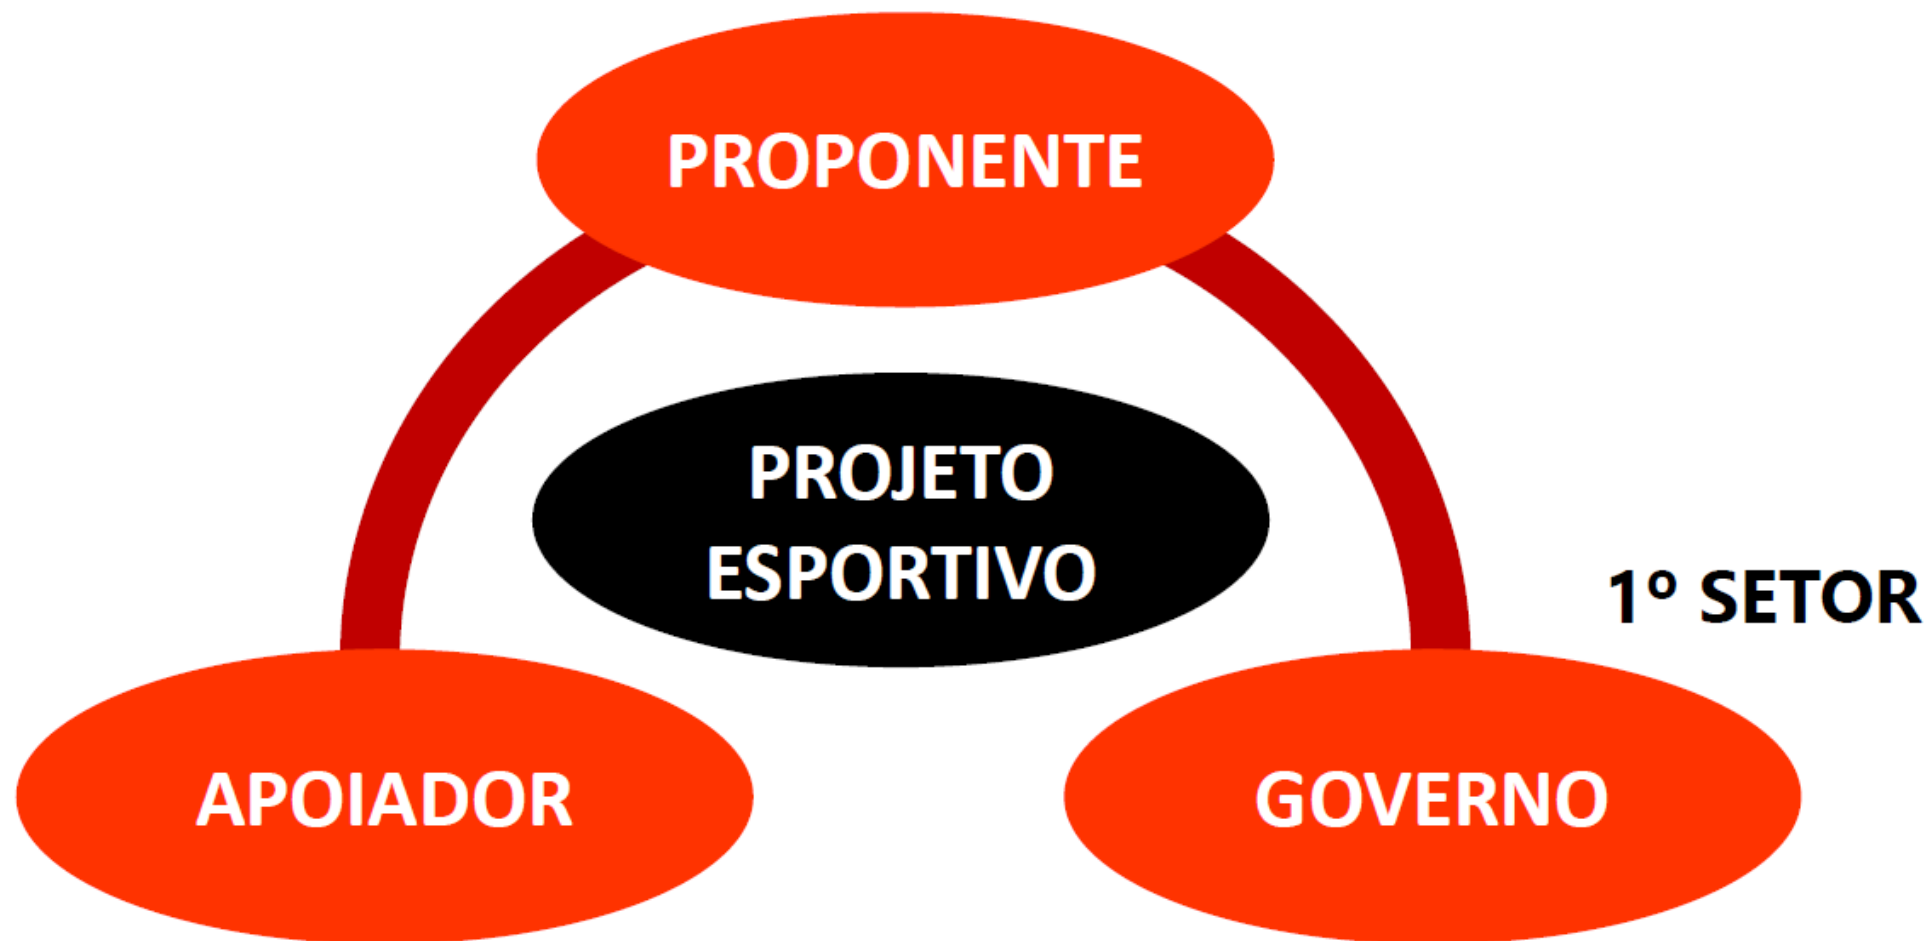 PROPONENTE
PROJETO
ESPORTIVO
1º SETOR
APOIADOR
GOVERNO